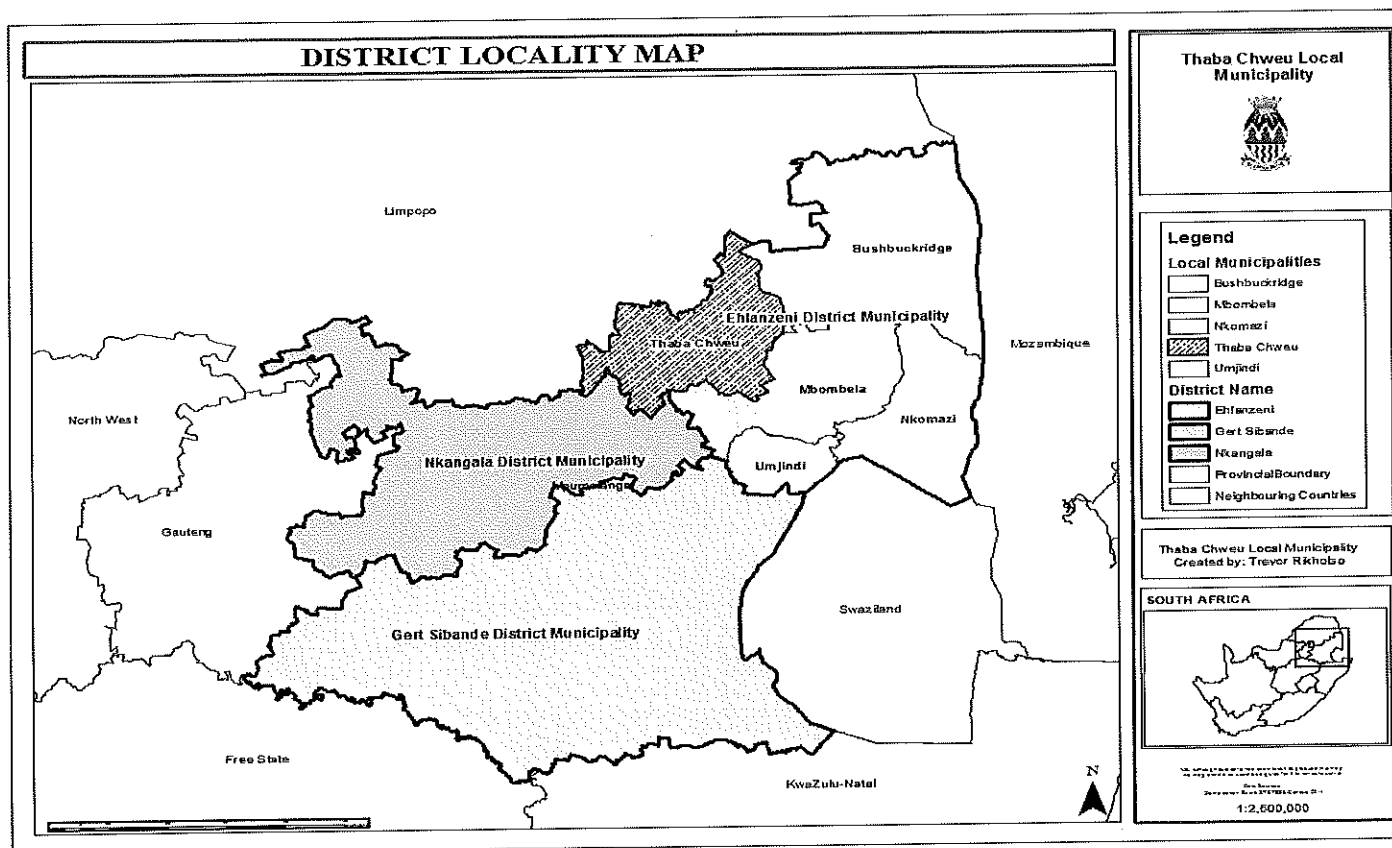 DISTRICT LOCALITY MAP
Limpopo
Bushbuckridge
Ehlanzeni District Municipality
Thaba Chweu
Mozambique
Mbombela
North West
Nkomazi
Nkangala District Municipality
Umjindi
Gauteng
Swaziland
Gert Sibande District Municipality
Free State
KwaZulu-Natal
N
Thaba Chweu Local
Municipality
Legend
Local Municipalities
Bushbuckridge
Mbombela
Nkomazi
Thaba Chweu
Umjindi
District Name
Ehlanzeni
Gert Sibande
Nkangala
Provincial Boundary
Neighbouring Countries
Thaba Chweu Local Municipality
Created by: Trevor Rikhotso
SOUTH AFRICA
1:2,500,000